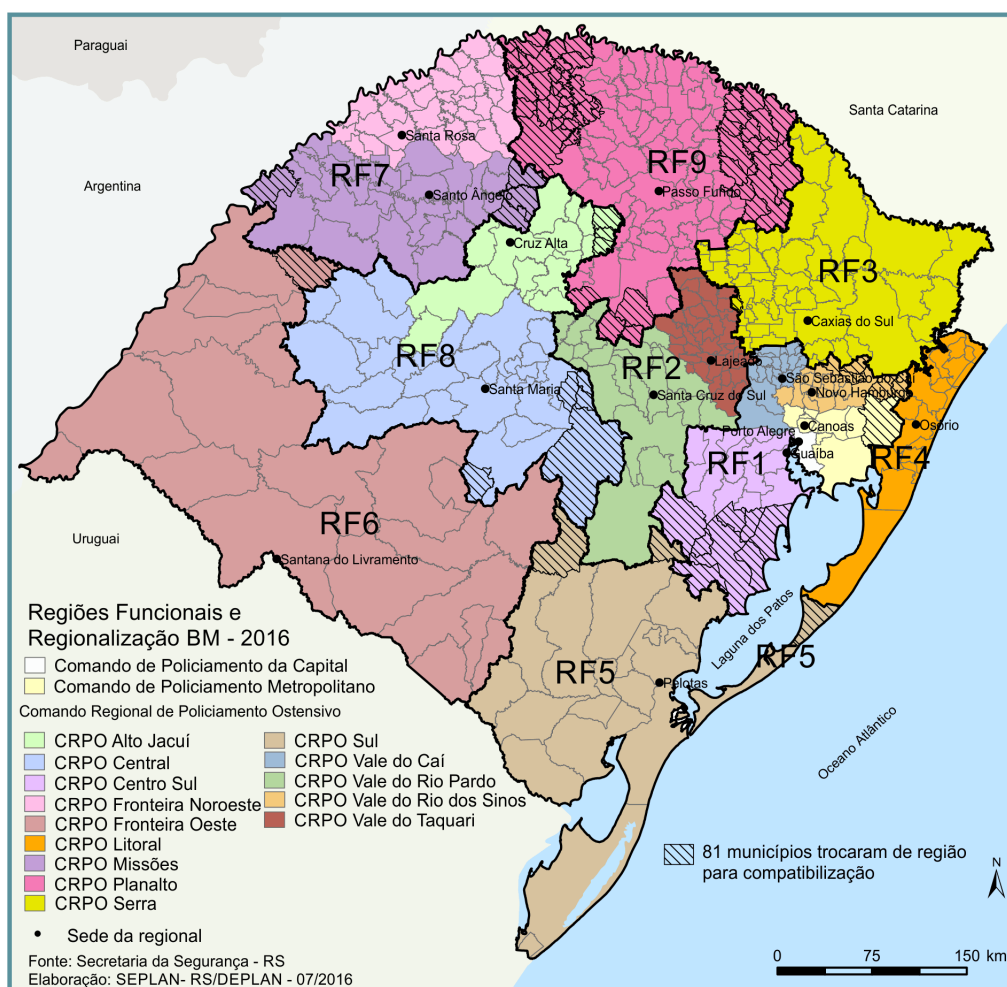 Paraguai
Santa Catarina
Argentina
Santa Rosa
RF7
RF9
Santo Ângelo
Passo Fundo
Cruz Alta
RF3
Caxias do Sul
RF8
RF2
Lajeado
Santa Maria
Santa Cruz do Sul
São Sebastião do Caí
Novo Hamburgo
Porto Alegre
Canoas
Osório
Guaíba
RF4
RF1
RF6
Uruguai
Santana do Livramento
Laguna dos Patos
RF5
RF5
Pelotas
Oceano Atlântico
Regiões Funcionais e
Regionalização BM - 2016
Comando de Policiamento da Capital
Comando de Policiamento Metropolitano
Comando Regional de Policiamento Ostensivo
CRPO Alto Jacuí
CRPO Central
CRPO Centro Sul
CRPO Fronteira Noroeste
CRPO Fronteira Oeste
CRPO Litoral
CRPO Missões
CRPO Planalto
CRPO Serra
CRPO Sul
CRPO Vale do Caí
CRPO Vale do Rio Pardo
CRPO Vale do Rio dos Sinos
CRPO Vale do Taquari
Sede da regional
Fonte: Secretaria da Segurança - RS
Elaboração: SEPLAN- RS/DEPLAN - 07/2016
81 municípios trocaram de região
para compatibilização
N
0 75 150 km